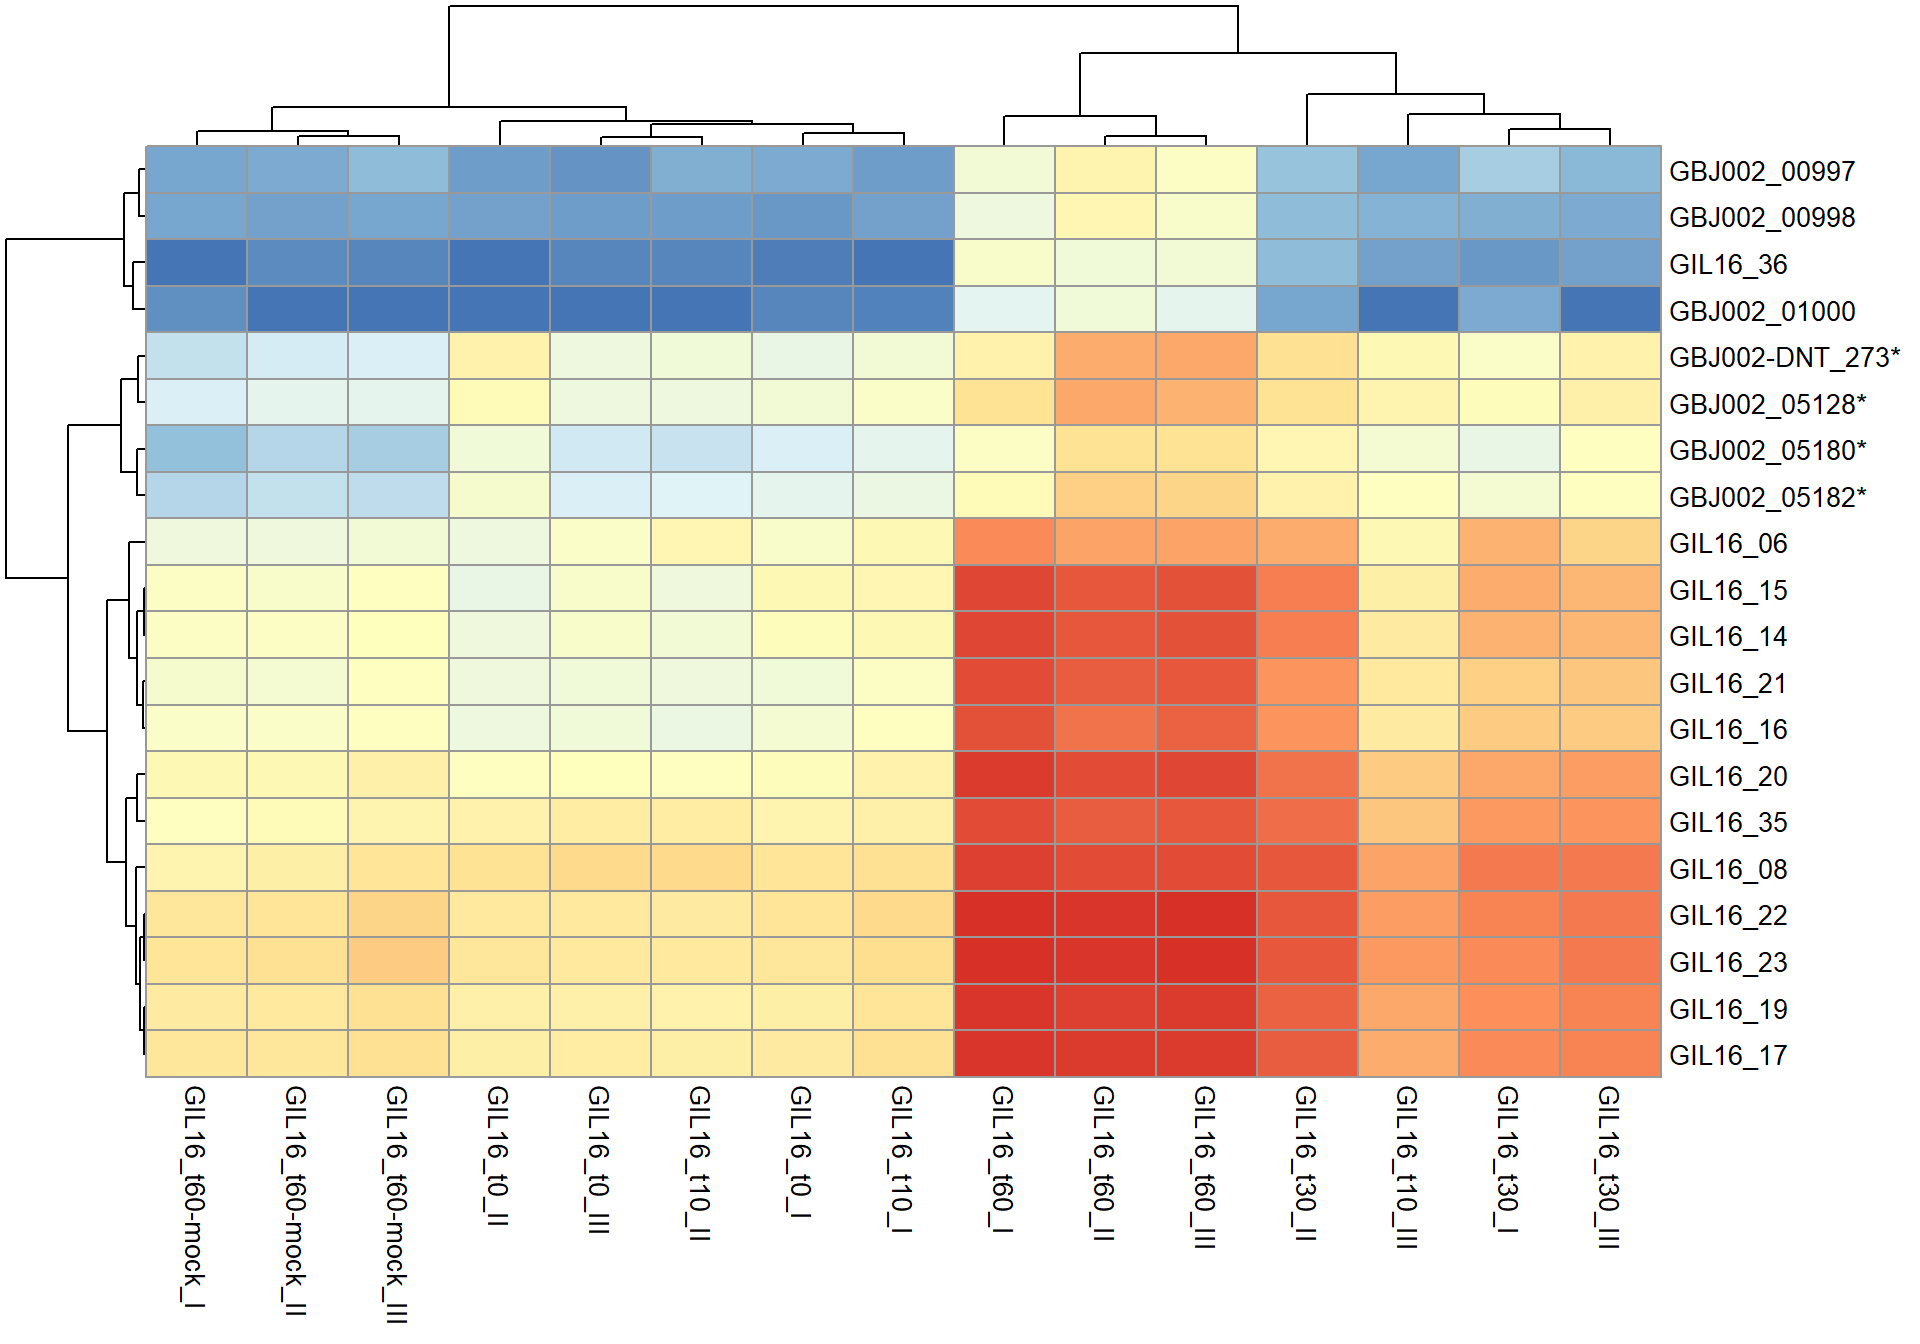 GBJ002_00997
GBJ002_00998
GIL16_36
GBJ002_01000
GBJ002-DNT_273*
GBJ002_05128*
GBJ002_05180*
GBJ002_05182*
GIL16_06
GIL16_15
GIL16_14
GIL16_21
GIL16_16
GIL16_20
GIL16_35
GIL16_08
GIL16_22
GIL16_23
GIL16_19
GIL16_17
GIL16_t60-mock_I
GIL16_t60-mock_II
GIL16_t60-mock_III
GIL16_t0_II
GIL16_t0_III
GIL16_t10_II
GIL16_t0_I
GIL16_t10_I
GIL16_t60_I
GIL16_t60_II
GIL16_t60_III
GIL16_t30_II
GIL16_t10_III
GIL16_t30_I
GIL16_t30_III